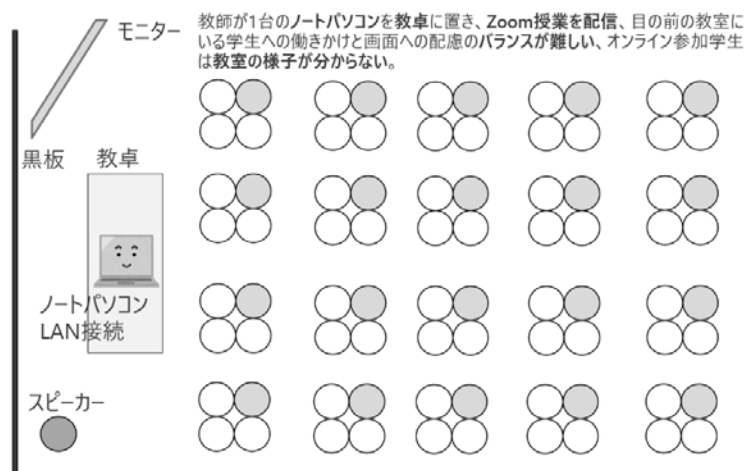 教師が1台のノートパソコンを教卓に置き、Zoom授業を配信、目の前の教室に
いる学生への働きかけと画面への配慮のバランスが難しい、オンライン参加学生
は教室の様子が分からない。
モニター
黒板
教卓
ノートパソコン
LAN接続
スピーカー